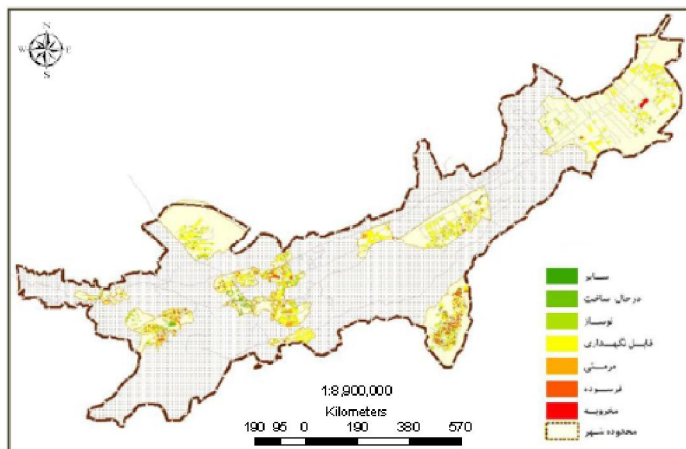 N
W E
S
سایر
درحال ساخت
نوساز
قابل نگهداری
مرمتی
فرسوده
مخروبه
محدوده شهر
1:8,900,000
Kilometers
190 95 0 190 380 570